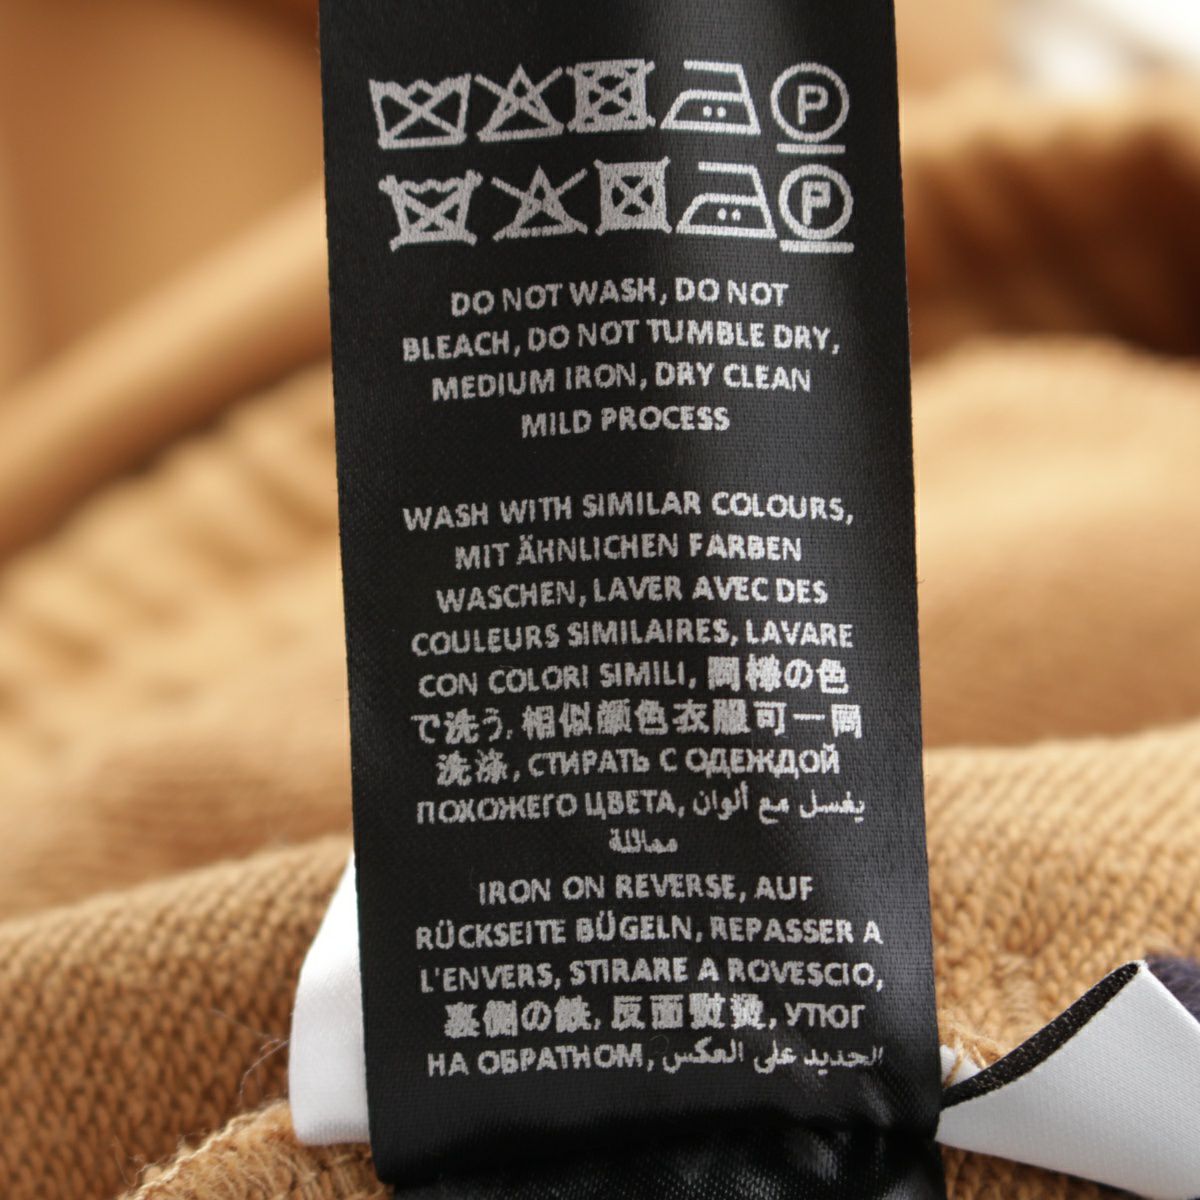 P
P
DO NOT WASH, DO NOT
BLEACH, DO NOT TUMBLE DRY,
MEDIUM IRON, DRY CLEAN
MILD PROCESS
WASH WITH SIMILAR COLOURS,
MIT ÄHNLICHEN FARBEN
WASCHEN, LAVER AVEC DES
COULEURS SIMILAIRES, LAVARE
CON COLORI SIMILI, 同様の色
で洗う, 相似颜色衣服可一同
洗涤, СТИРАТЬ С ОДЕЖДОЙ
ПОХОЖЕГО ЦВЕТА, يغسل مع ألوان
مماثلة
IRON ON REVERSE, AUF
RÜCKSEITE BÜGELN, REPASSER A
L'ENVERS, STIRARE A ROVESCIO,
裏側の鉄, 反面熨烫, УТЮГ
НА ОБРАТНОМ, الحديد على العكس